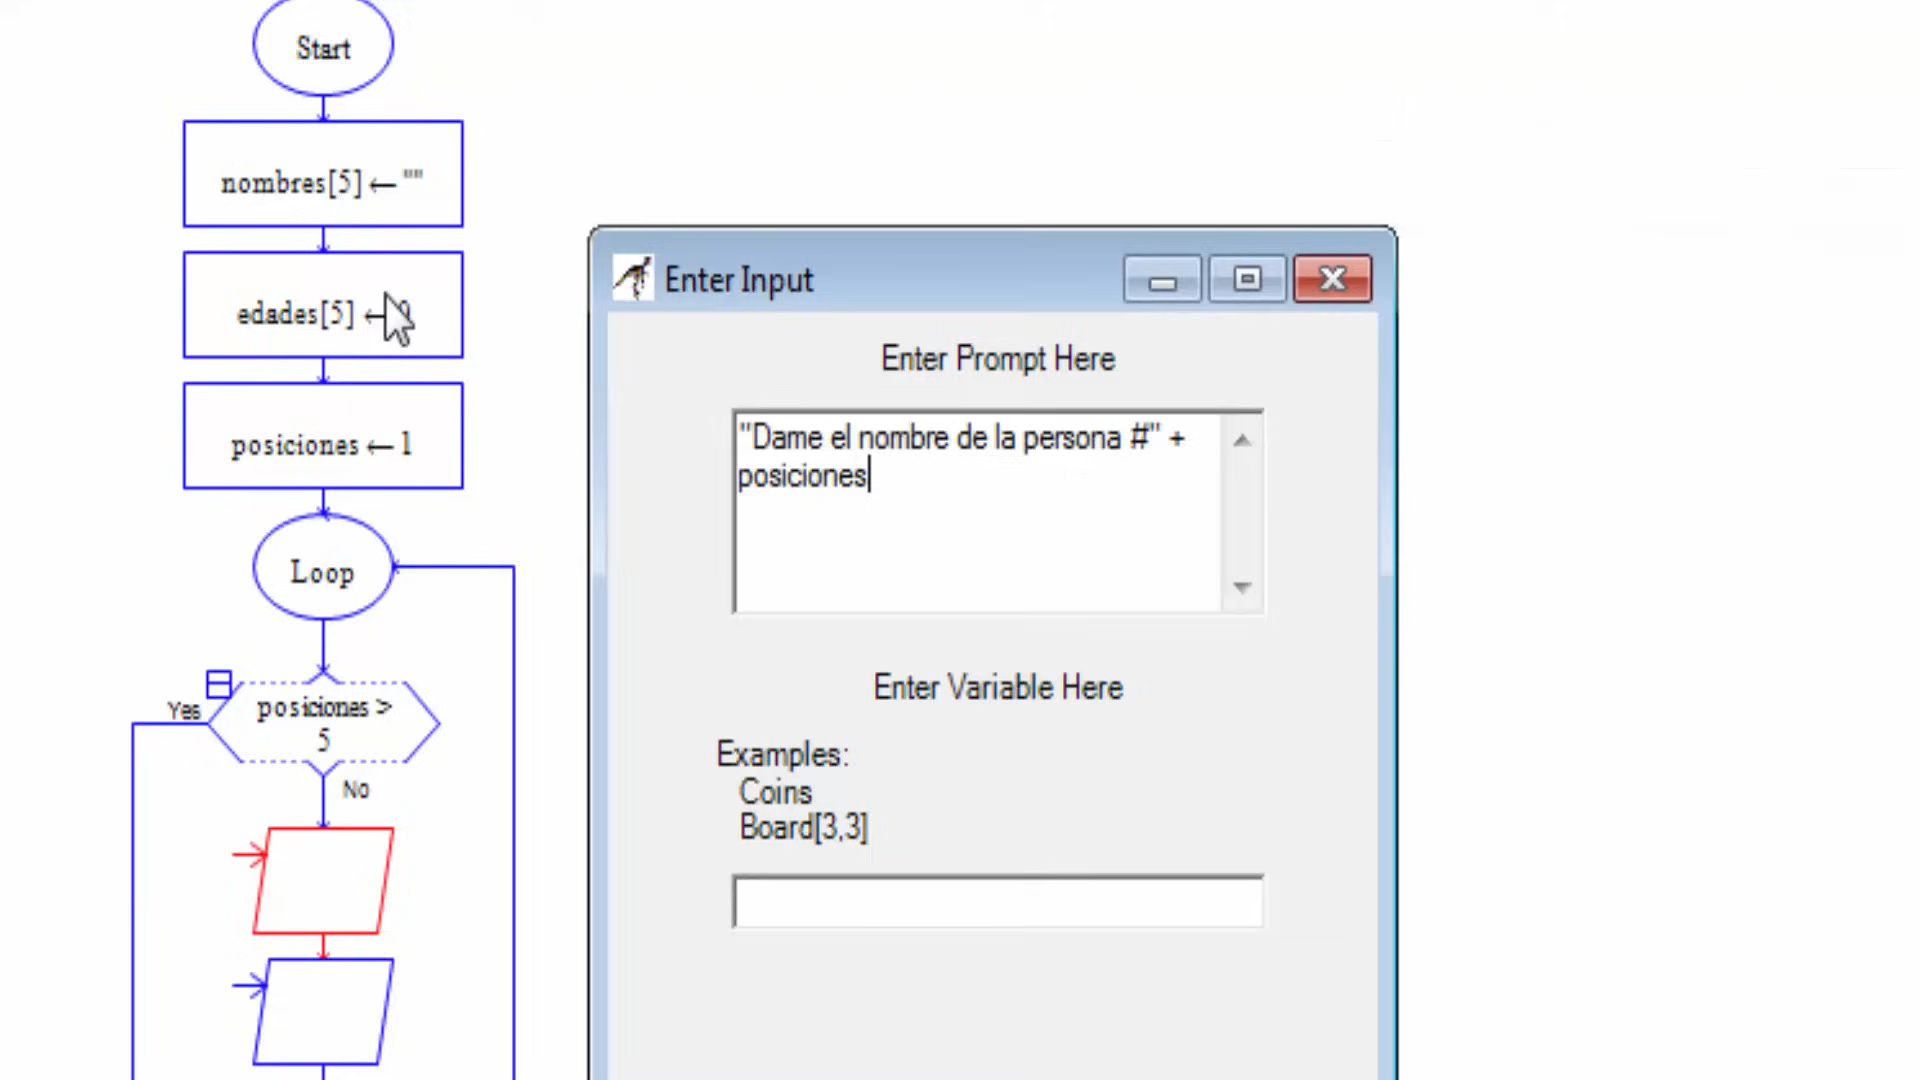 Start
nombres[5] ← ""
edades[5] ←
posiciones ← 1
Loop
Yes
posiciones >
5
No
Enter Input
Enter Prompt Here
"Dame el nombre de la persona #" +
posiciones
Enter Variable Here
Examples:
Coins
Board[3,3]